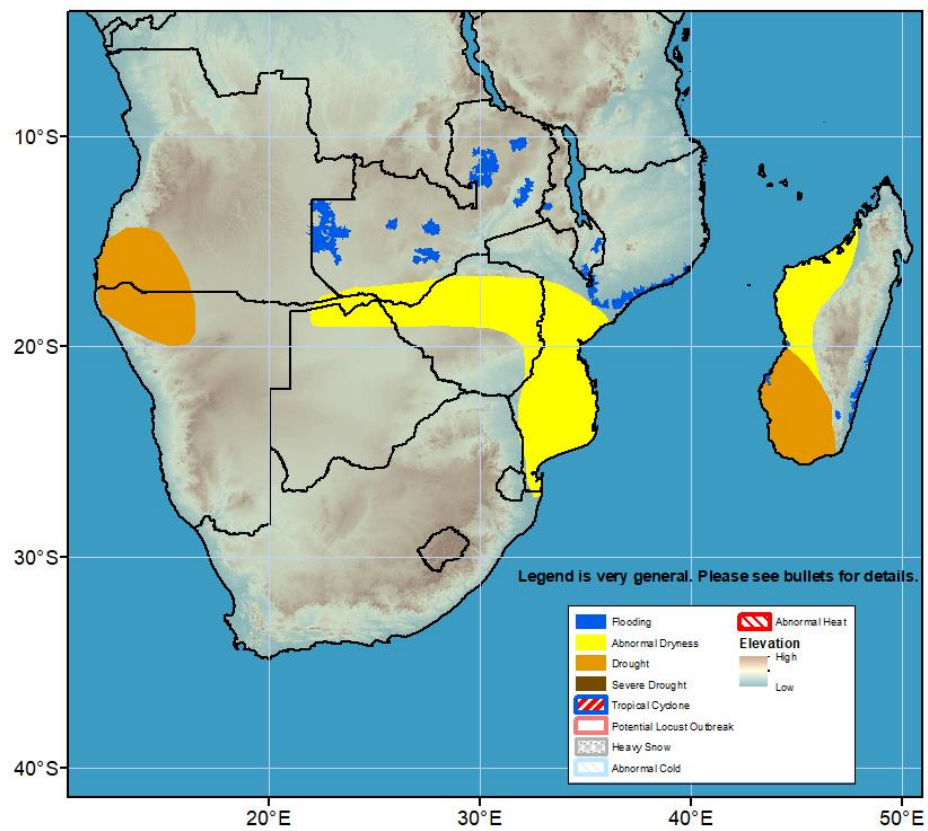 10°S
20°S
30°S
40°S
Legend is very general. Please see bullets for details.
Flooding
Abnormal Dryness
Drought
Severe Drought
Tropical Cyclone
Potential Locust Outbreak
Heavy Snow
Abnormal Cold
Abnormal Heat
Elevation
High
Low
20°E
30°E
40°E
50°E